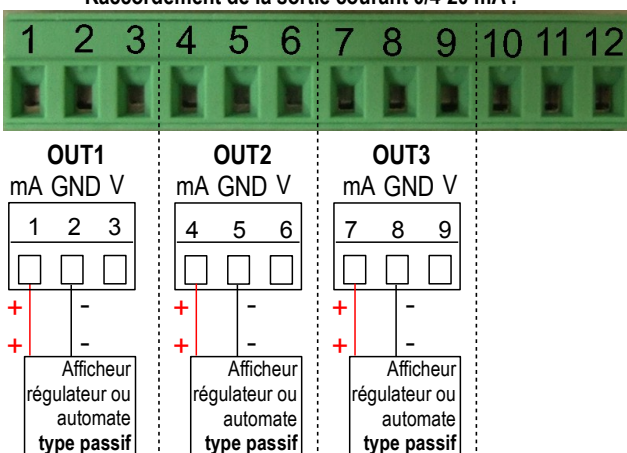 Raccordement de la sortie courant 0/4-20 mA :
1 2 3 4 5 6 7 8 9 10 11 12
OUT1 OUT2 OUT3
mA GND V mA GND V mA GND V
1 2 3 4 5 6 7 8 9
+ - + - + -
+ - + - + -
Afficheur Afficheur Afficheur
régulateur ou régulateur ou régulateur ou
automate automate automate
type passif type passif type passif